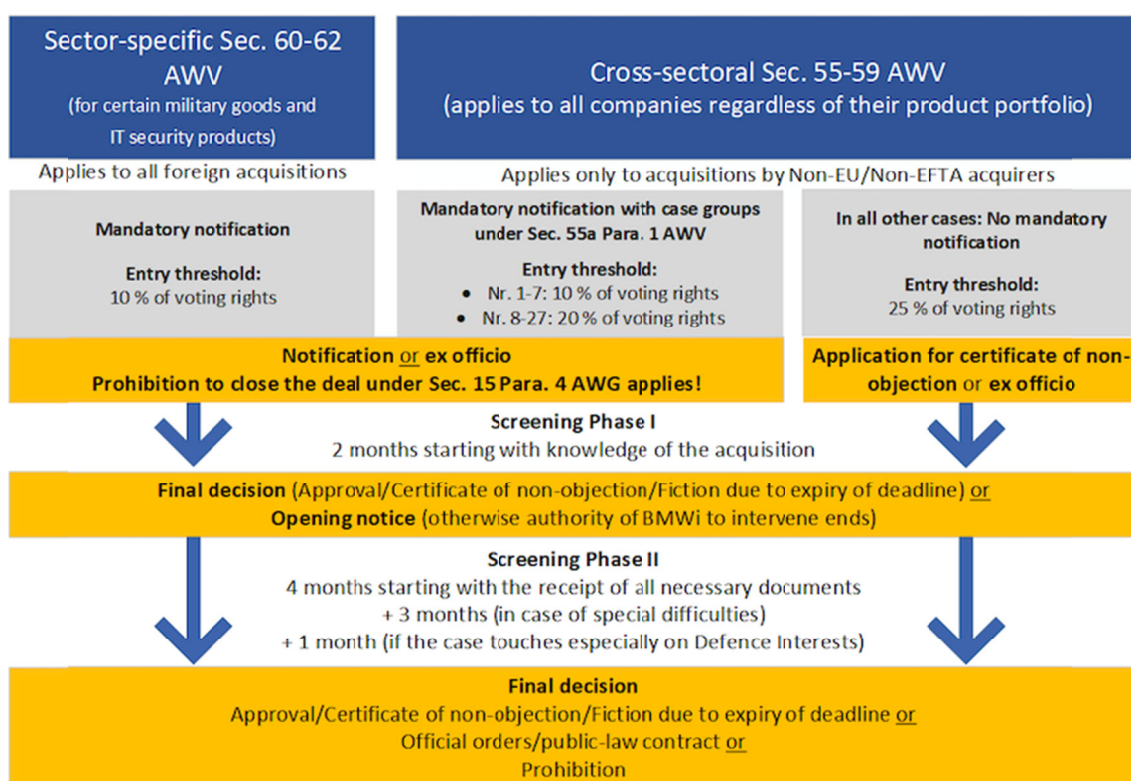 Sector-specific Sec. 60-62
AWV
(for certain military goods and
IT security products)
Cross-sectoral Sec. 55-59 AWV
(applies to all companies regardless of their product portfolio)
Applies to all foreign acquisitions
Applies only to acquisitions by Non-EU/Non-EFTA acquirers
Mandatory notification
Entry threshold:
10 % of voting rights
Mandatory notification with case groups
under Sec. 55a Para. 1 AWV
Entry threshold:
• Nr. 1-7: 10 % of voting rights
• Nr. 8-27: 20 % of voting rights
In all other cases: No mandatory
notification
Entry threshold:
25 % of voting rights
Notification or ex officio
Prohibition to close the deal under Sec. 15 Para. 4 AWG applies!
Application for certificate of non-
objection or ex officio
Screening Phase I
2 months starting with knowledge of the acquisition
Final decision (Approval/Certificate of non-objection/Fiction due to expiry of deadline) or
Opening notice (otherwise authority of BMWi to intervene ends)
Screening Phase II
4 months starting with the receipt of all necessary documents
+ 3 months (in case of special difficulties)
+ 1 month (if the case touches especially on Defence Interests)
Final decision
Approval/Certificate of non-objection/Fiction due to expiry of deadline or
Official orders/public-law contract or
Prohibition